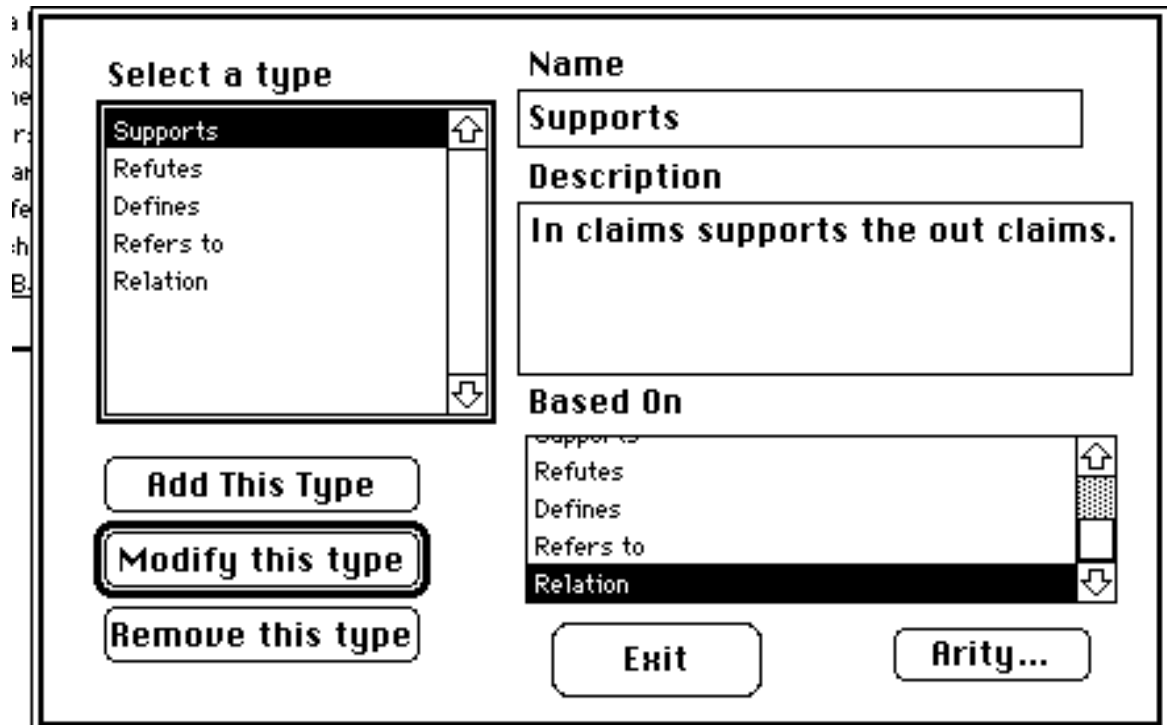 Select a type
Supports
Refutes
Defines
Refers to
Relation
Add This Type
Modify this type
Remove this type
Name
Supports
Description
In claims supports the out claims.
Based On
Supports
Refutes
Defines
Refers to
Relation
Exit
Arity...